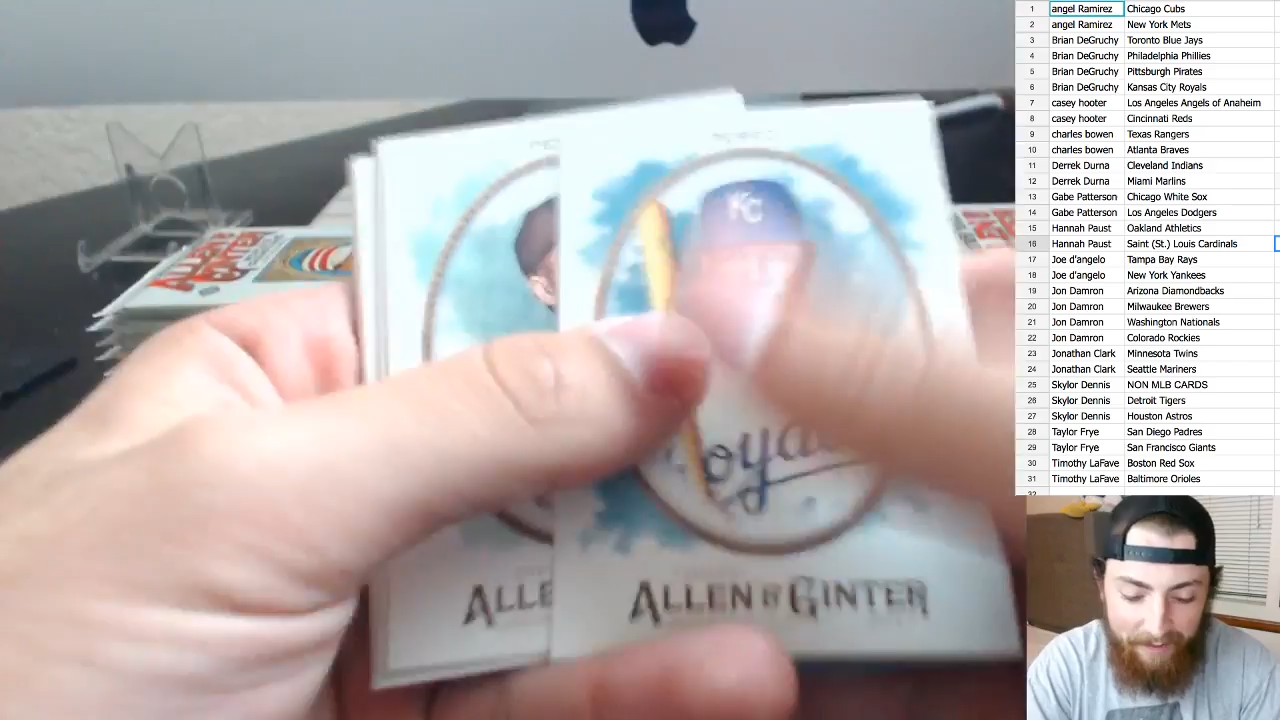 1 angel Ramirez Chicago Cubs
2 angel Ramirez New York Mets
3 Brian DeGruchy Toronto Blue Jays
4 Brian DeGruchy Philadelphia Phillies
5 Brian DeGruchy Pittsburgh Pirates
6 Brian DeGruchy Kansas City Royals
7 casey hooter Los Angeles Angels of Anaheim
8 casey hooter Cincinnati Reds
9 charles bowen Texas Rangers
10 charles bowen Atlanta Braves
11 Derrek Durna Cleveland Indians
12 Derrek Durna Miami Marlins
13 Gabe Patterson Chicago White Sox
14 Gabe Patterson Los Angeles Dodgers
15 Hannah Paust Oakland Athletics
16 Hannah Paust Saint (St.) Louis Cardinals
17 Joe d'angelo Tampa Bay Rays
18 Joe d'angelo New York Yankees
19 Jon Damron Arizona Diamondbacks
20 Jon Damron Milwaukee Brewers
21 Jon Damron Washington Nationals
22 Jon Damron Colorado Rockies
23 Jonathan Clark Minnesota Twins
24 Jonathan Clark Seattle Mariners
25 Skylor Dennis NON MLB CARDS
26 Skylor Dennis Detroit Tigers
27 Skylor Dennis Houston Astros
28 Taylor Frye San Diego Padres
29 Taylor Frye San Francisco Giants
30 Timothy LaFave Boston Red Sox
31 Timothy LaFave Baltimore Orioles
KC
oya
ALLE
ALLEN & GINTER